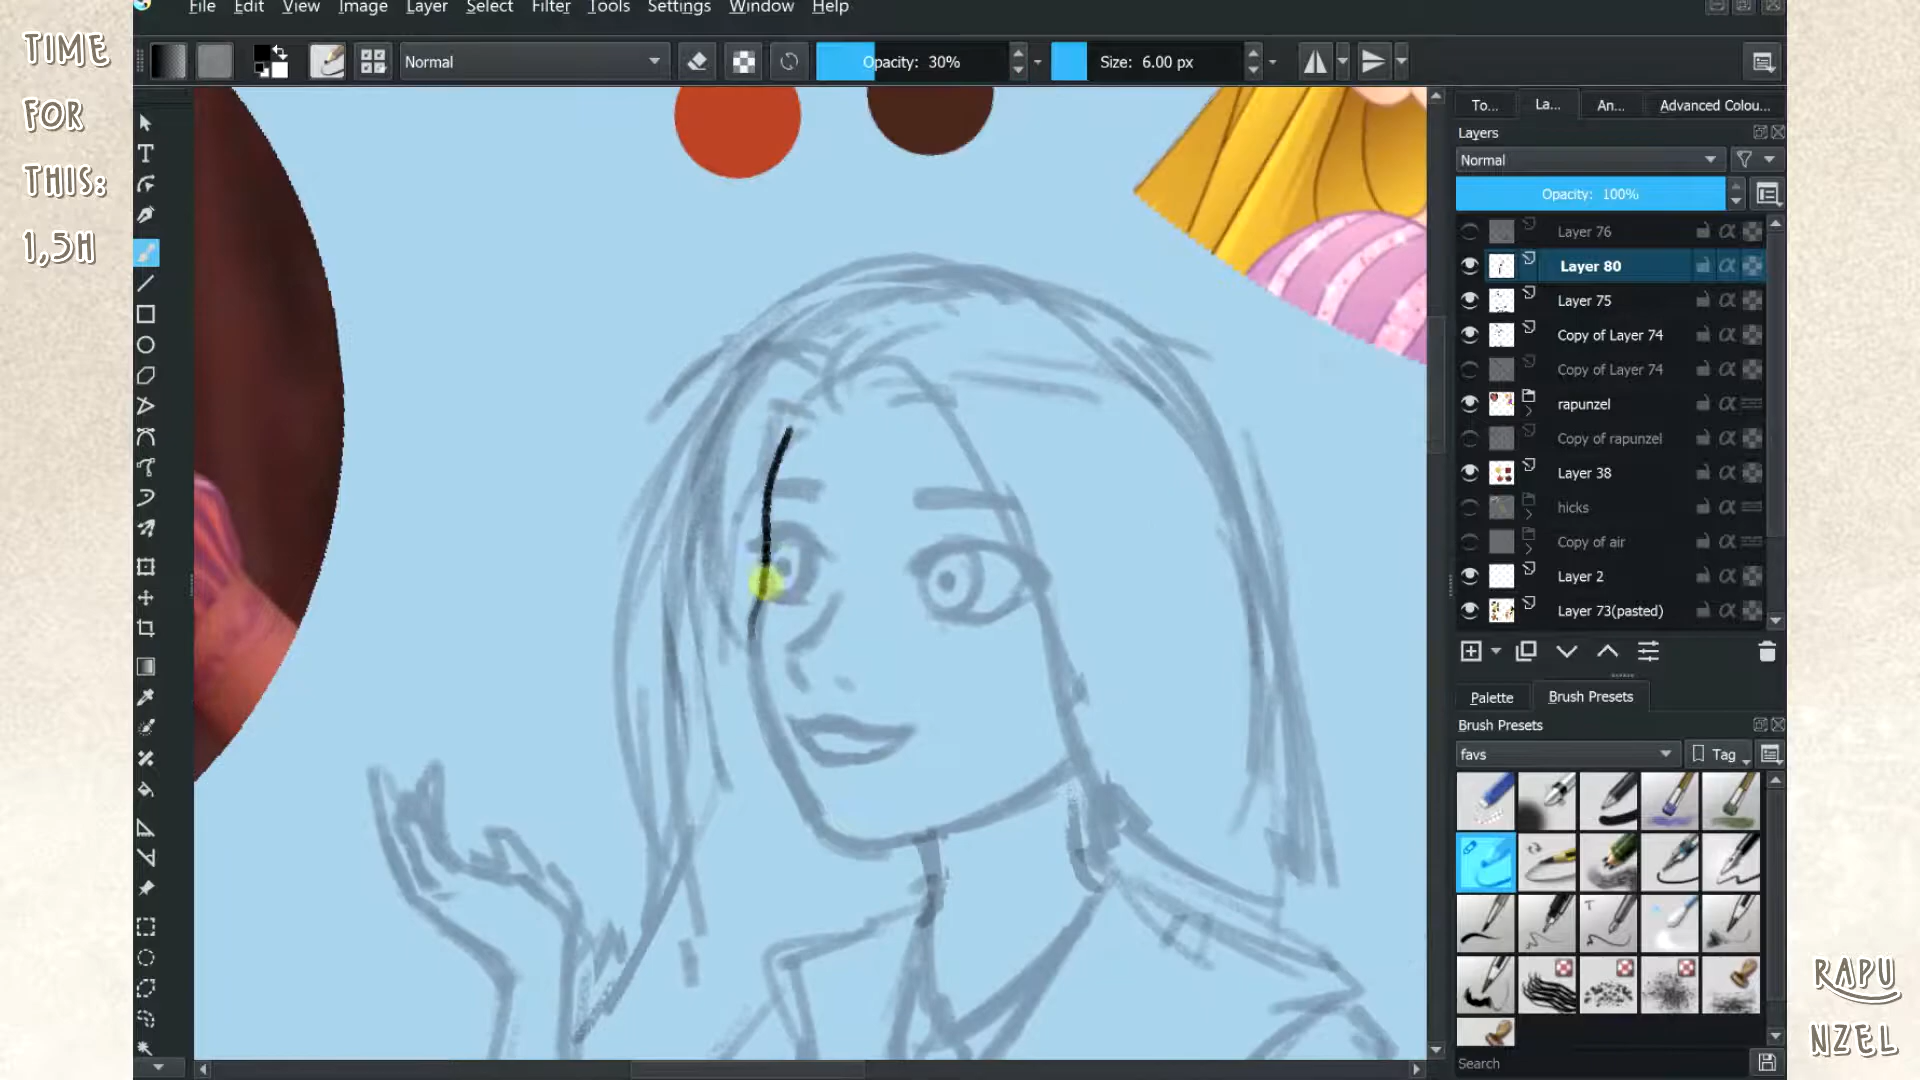 TIME
FOR
THIS:
1,5H
File Edit View Image Layer Select Filter Tools Settings Window Help
Normal
Opacity: 30%
Size: 6.00 px
To... La... An... Advanced Colou...
Layers
Normal
Opacity: 100%
Layer 76
Layer 80
Layer 75
Copy of Layer 74
Copy of Layer 74
rapunzel
Copy of rapunzel
Layer 38
hicks
Copy of air
Layer 2
Layer 73(pasted)
Palette Brush Presets
Brush Presets
favs
Tag
Search
RAPU
NZEL